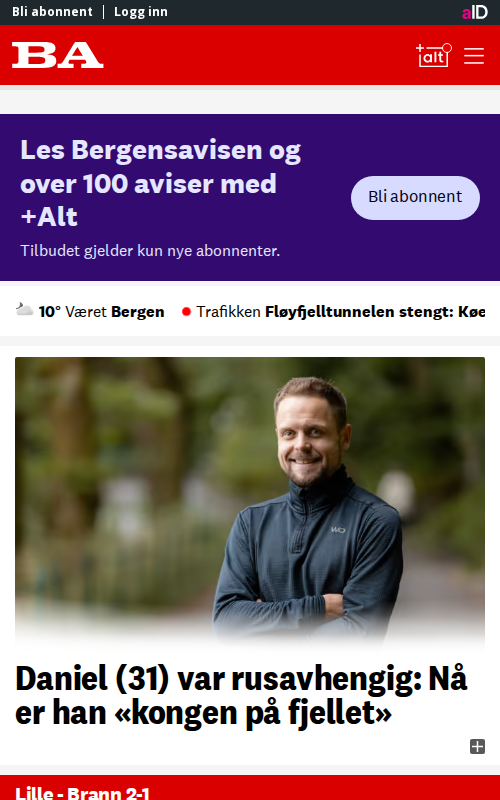 Bli abonnent | Logg inn
aID
BA
+alt
Les Bergensavisen og
over 100 aviser med
+Alt
Bli abonnent
Tilbudet gjelder kun nye abonnenter.
10° Været Bergen
Trafikken Fløyfjelltunnelen stengt: Køe
WO
Daniel (31) var rusavhengig: Nå
er han «kongen på fjellet»
Lille - Brann 2-1